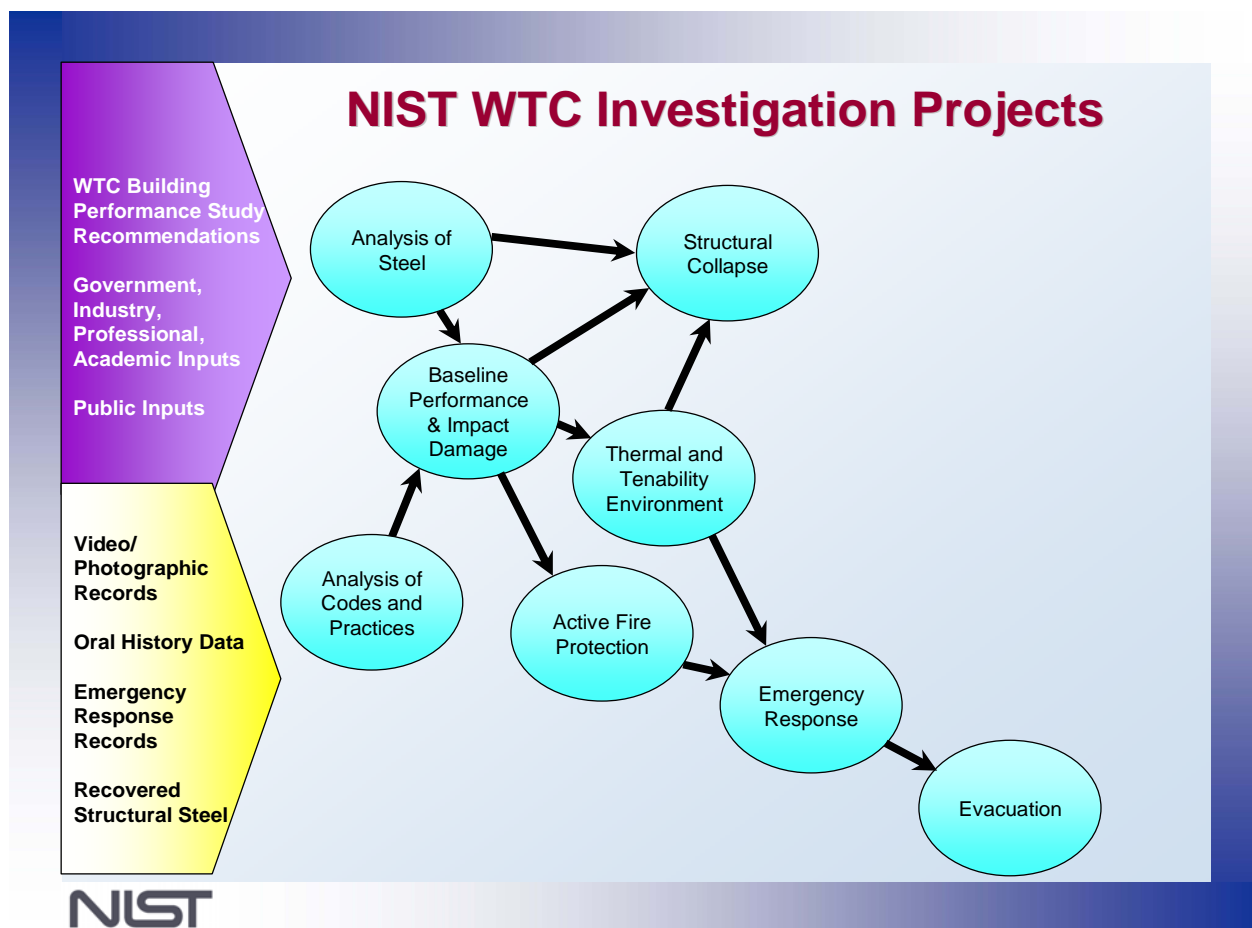 NIST WTC Investigation Projects
WTC Building
Performance Study
Recommendations
Government,
Industry,
Professional,
Academic Inputs
Public Inputs
Video/
Photographic
Records
Oral History Data
Emergency
Response
Records
Recovered
Structural Steel
Analysis of
Steel
Structural
Collapse
Baseline
Performance
& Impact
Damage
Thermal and
Tenability
Environment
Analysis of
Codes and
Practices
Active Fire
Protection
Emergency
Response
Evacuation
NIST